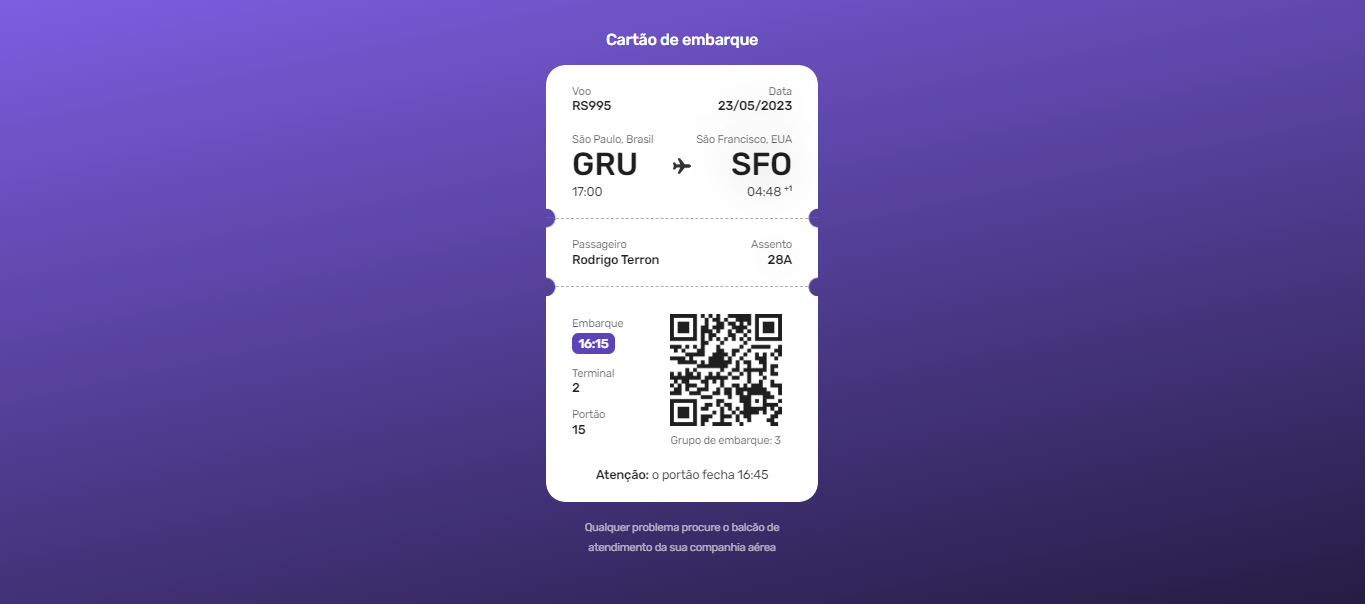 Cartão de embarque
Voo Data
RS995 23/05/2023
São Paulo, Brasil São Francisco, EUA
GRU SFO
17:00 04:48 +1
Passageiro Assento
Rodrigo Terron 28A
Embarque
16:15
Terminal
2
Portão
15
Grupo de embarque: 3
Atenção: o portão fecha 16:45
Qualquer problema procure o balcão de
atendimento da sua companhia aérea